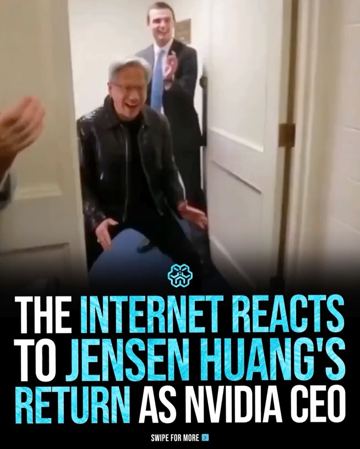 THE INTERNET REACTS
TO JENSEN HUANG'S
RETURN AS NVIDIA CEO
SWIPE FOR MORE